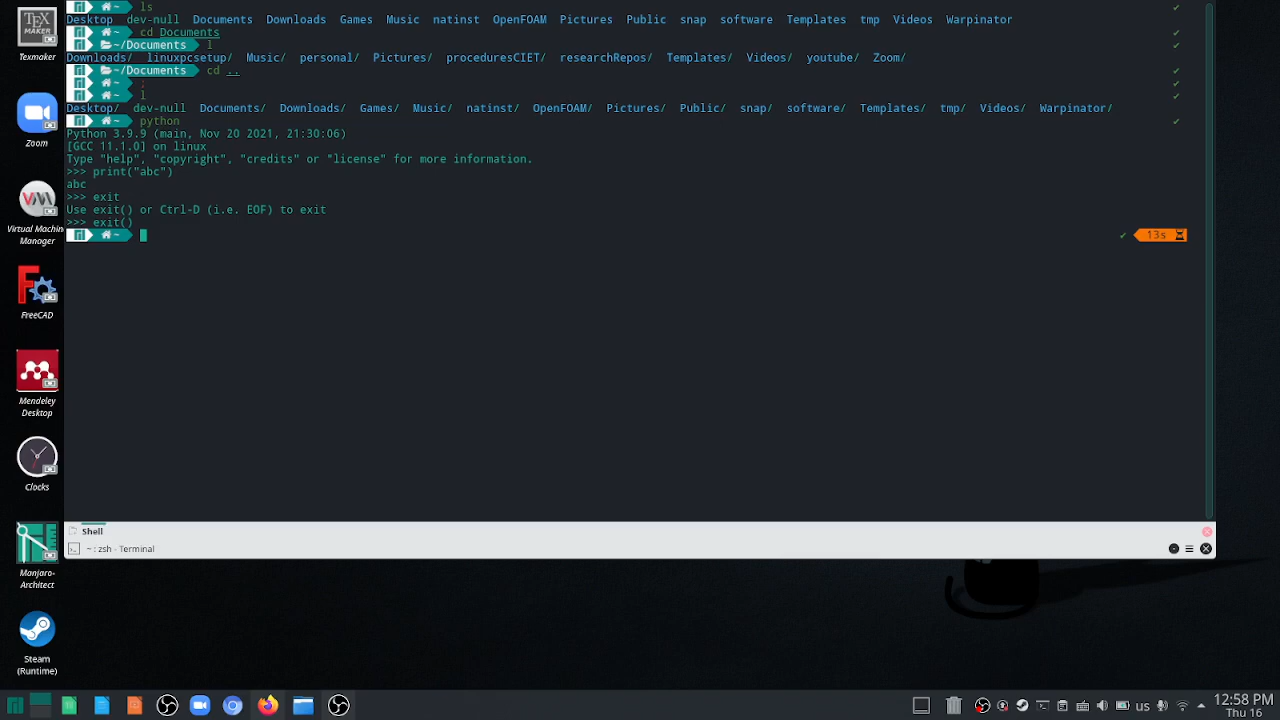 ~ ls
Desktop dev-null Documents Downloads Games Music natinst OpenFOAM Pictures Public snap software Templates tmp Videos Warpinator
~ cd Documents
~/Documents l
Downloads/ linuxpcsetup/ Music/ personal/ Pictures/ proceduresCIET/ researchRepos/ Templates/ Videos/ youtube/ Zoom/
~/Documents cd ..
~ ;
~ l
Desktop/ dev-null Documents/ Downloads/ Games/ Music/ natinst/ OpenFOAM/ Pictures/ Public/ snap/ software/ Templates/ tmp/ Videos/ Warpinator/
~ python
Python 3.9.9 (main, Nov 20 2021, 21:30:06)
[GCC 11.1.0] on linux
Type "help", "copyright", "credits" or "license" for more information.
>>> print("abc")
abc
>>> exit
Use exit() or Ctrl-D (i.e. EOF) to exit
>>> exit()
~ 13s
Shell
~ : zsh - Terminal
TEX
MAKER
Texmaker
Zoom
Virtual Machine
Manager
FreeCAD
Mendeley
Desktop
Clocks
Manjaro-
Architect
Steam
(Runtime)
us
12:58 PM
Thu 16